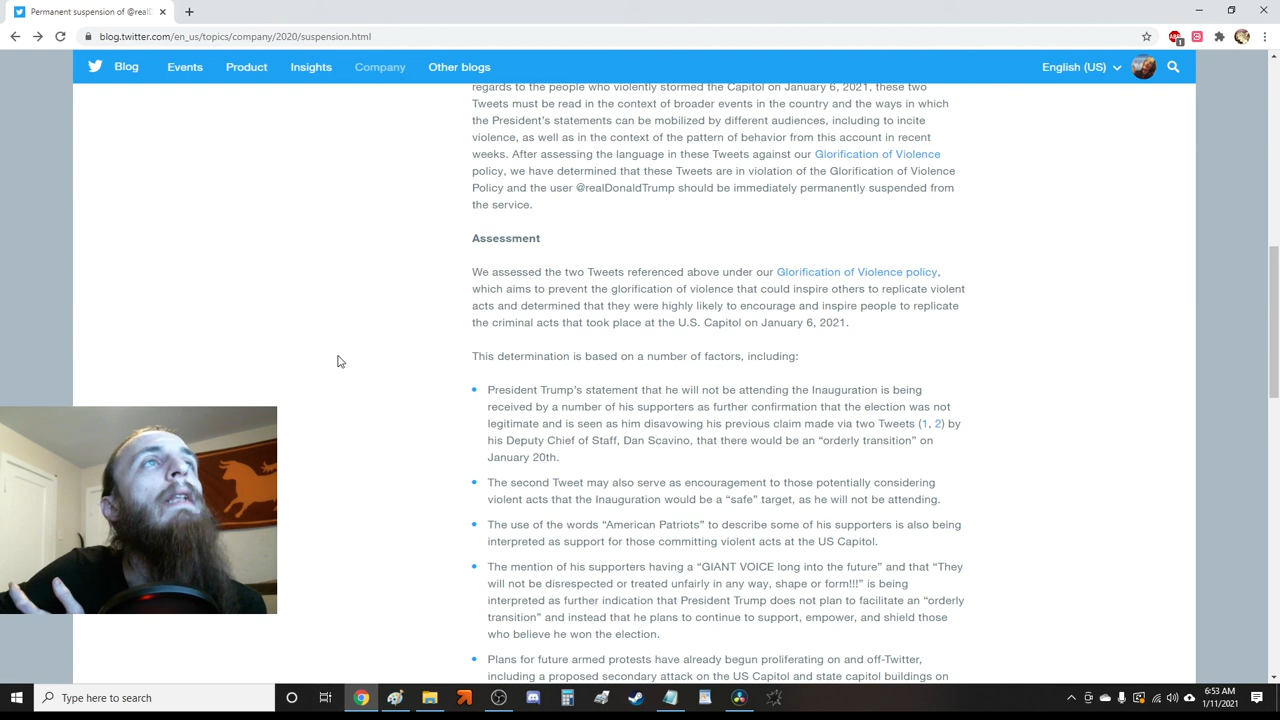 Permanent suspension of @realD
blog.twitter.com/en_us/topics/company/2020/suspension.html
Blog Events Product Insights Company Other blogs English (US)
regards to the people who violently stormed the Capitol on January 6, 2021, these two
Tweets must be read in the context of broader events in the country and the ways in which
the President's statements can be mobilized by different audiences, including to incite
violence, as well as in the context of the pattern of behavior from this account in recent
weeks. After assessing the language in these Tweets against our Glorification of Violence
policy, we have determined that these Tweets are in violation of the Glorification of Violence
Policy and the user @realDonaldTrump should be immediately permanently suspended from
the service.
Assessment
We assessed the two Tweets referenced above under our Glorification of Violence policy,
which aims to prevent the glorification of violence that could inspire others to replicate violent
acts and determined that they were highly likely to encourage and inspire people to replicate
the criminal acts that took place at the U.S. Capitol on January 6, 2021.
This determination is based on a number of factors, including:
President Trump's statement that he will not be attending the Inauguration is being
received by a number of his supporters as further confirmation that the election was not
legitimate and is seen as him disavowing his previous claim made via two Tweets (1, 2) by
his Deputy Chief of Staff, Dan Scavino, that there would be an “orderly transition” on
January 20th.
The second Tweet may also serve as encouragement to those potentially considering
violent acts that the Inauguration would be a “safe” target, as he will not be attending.
The use of the words “American Patriots” to describe some of his supporters is also being
interpreted as support for those committing violent acts at the US Capitol.
The mention of his supporters having a “GIANT VOICE long into the future” and that “They
will not be disrespected or treated unfairly in any way, shape or form!!!” is being
interpreted as further indication that President Trump does not plan to facilitate an “orderly
transition” and instead that he plans to continue to support, empower, and shield those
who believe he won the election.
Plans for future armed protests have already begun proliferating on and off-Twitter,
including a proposed secondary attack on the US Capitol and state capitol buildings on
Type here to search
6:53 AM
1/11/2021